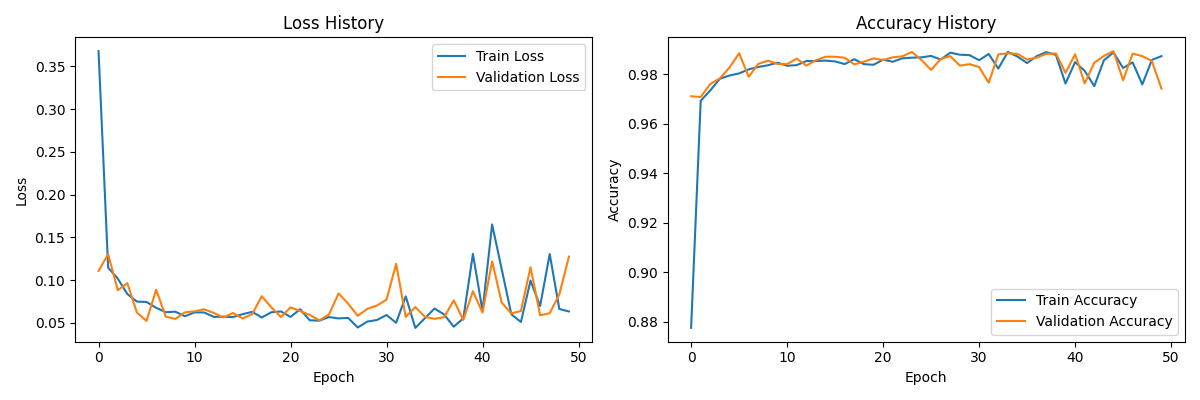 Loss History
Train Loss
Validation Loss
0.35
0.30
0.25
0.20
0.15
0.10
0.05
Loss
0 10 20 30 40 50
Epoch
Accuracy History
0.98
0.96
0.94
0.92
0.90
0.88
Accuracy
Train Accuracy
Validation Accuracy
0 10 20 30 40 50
Epoch